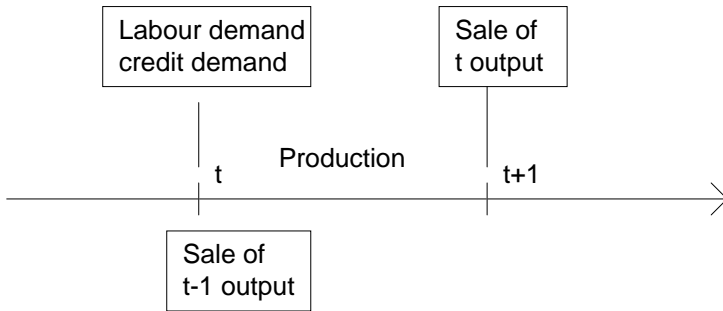 Labour demand
credit demand
Sale of
t output
Production
t
t+1
Sale of
t-1 output